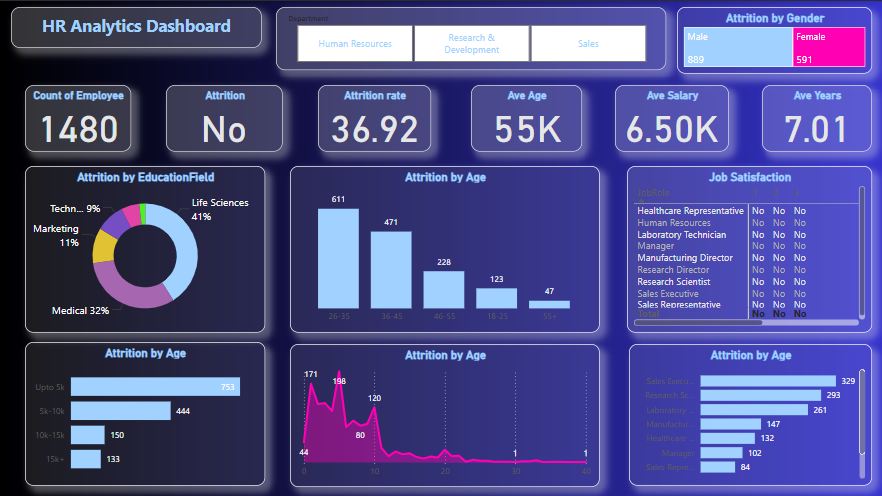 HR Analytics Dashboard
Department
Human Resources
Research &
Development
Sales
Attrition by Gender
Male
889
Female
591
Count of Employee
1480
Attrition
No
Attrition rate
36.92
Ave Age
55K
Ave Salary
6.50K
Ave Years
7.01
Attrition by EducationField
Life Sciences
41%
Medical 32%
Marketing
11%
Techn... 9%
Attrition by Age
611
471
228
123
47
26-35
36-45
46-55
16-25
55+
Job Satisfaction
JobRole
Healthcare Representative No No No
Human Resources No No No
Laboratory Technician No No No
Manager No No No
Manufacturing Director No No No
Research Director No No No
Research Scientist No No No
Sales Executive No No No
Sales Representative No No No
Total No No No
Attrition by Age
Upto 5k 753
5k-10k 444
10k-15k 150
15k+ 133
Attrition by Age
171
198
120
80
44
1
1
0
10
20
30
40
Attrition by Age
Sales Execu... 329
Research Sc... 293
Laboratory ... 261
Manufactur... 147
Healthcare ... 132
Manager 102
Sales Repre... 84